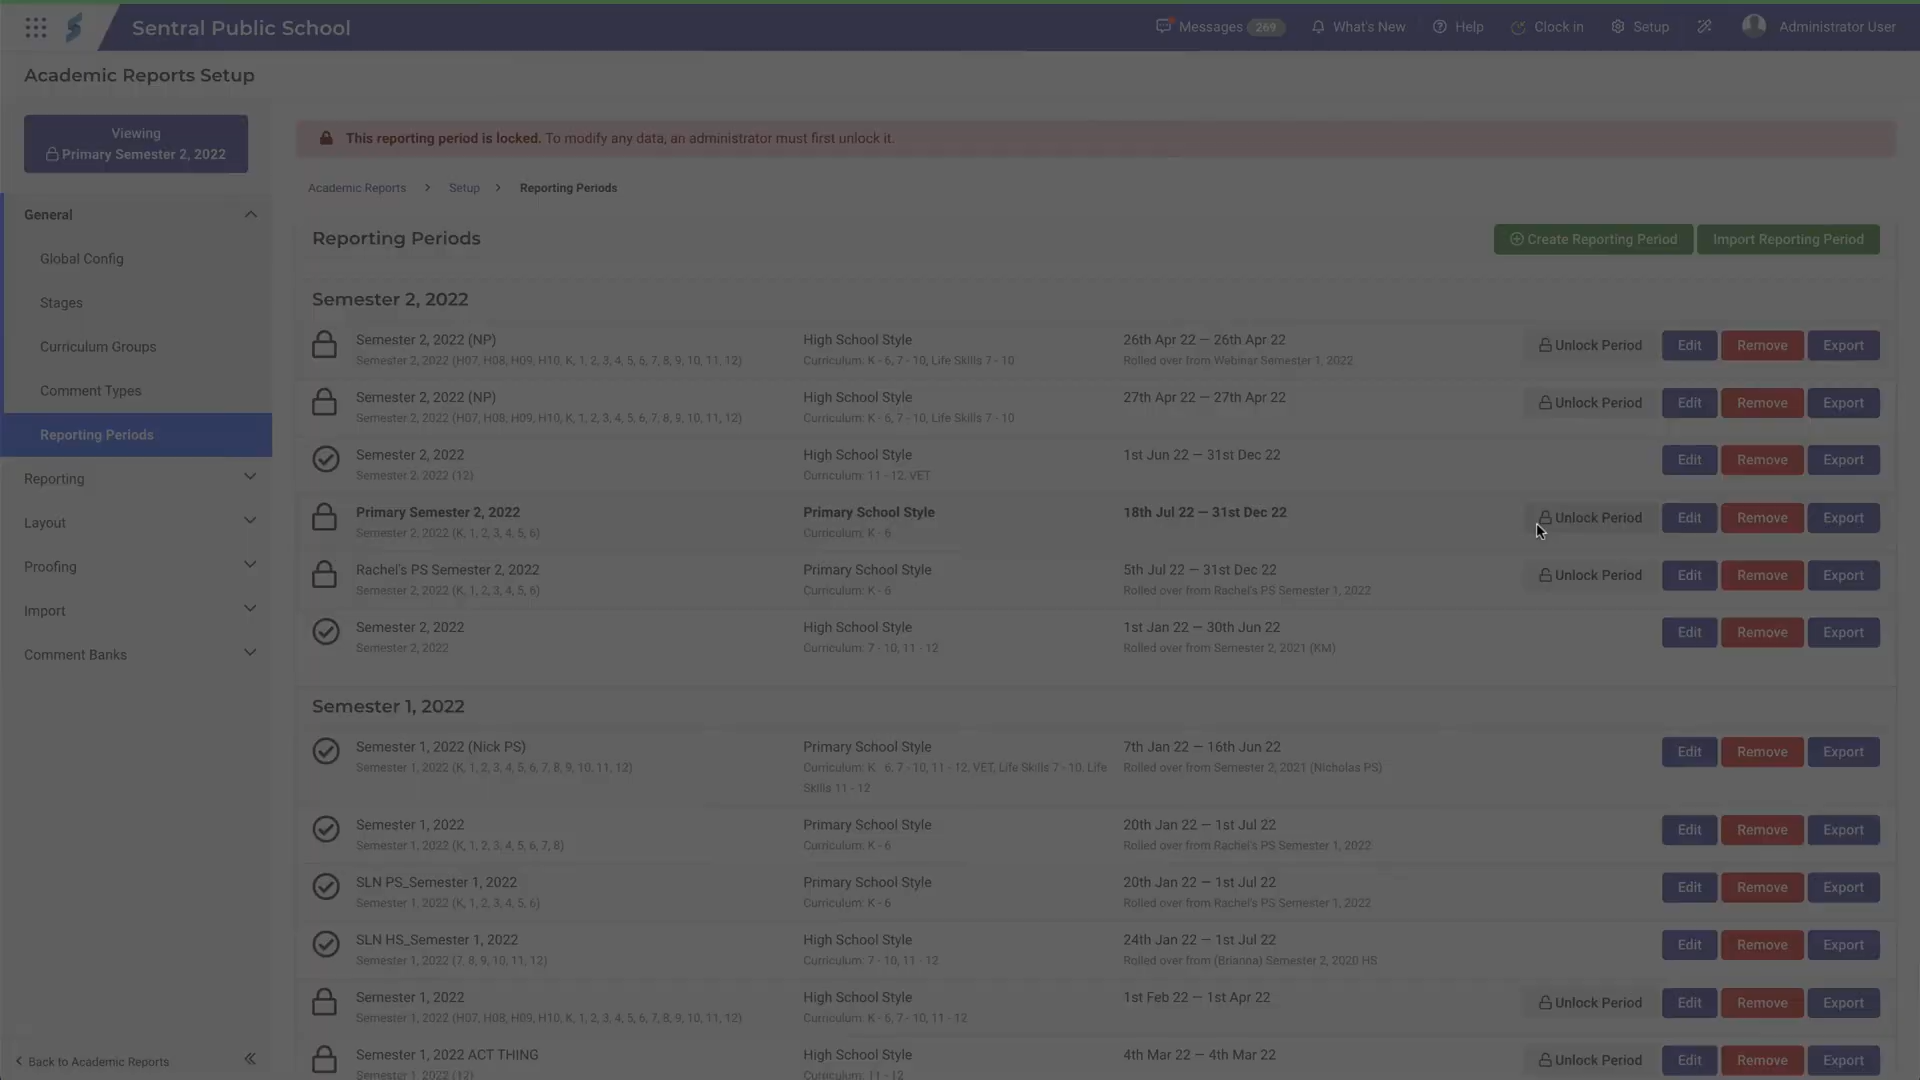 Sentral Public School
Messages 269
What's New
Help
Clock in
Setup
Administrator User
Academic Reports Setup
Viewing
Primary Semester 2, 2022
General
Global Config
Stages
Curriculum Groups
Comment Types
Reporting Periods
Reporting
Layout
Proofing
Import
Comment Banks
Back to Academic Reports
This reporting period is locked. To modify any data, an administrator must first unlock it.
Academic Reports > Setup > Reporting Periods
Reporting Periods
Create Reporting Period
Import Reporting Period
Semester 2, 2022
Semester 2, 2022 (NP) High School Style 26th Apr 22 — 26th Apr 22 Unlock Period Edit Remove Export
Semester 2, 2022 (H07, H08, H09, H10, K, 1, 2, 3, 4, 5, 6, 7, 8, 9, 10, 11, 12) Curriculum: K - 6, 7 - 10, Life Skills 7 - 10 Rolled over from Webinar Semester 1, 2022
Semester 2, 2022 (NP) High School Style 27th Apr 22 — 27th Apr 22 Unlock Period Edit Remove Export
Semester 2, 2022 (H07, H08, H09, H10, K, 1, 2, 3, 4, 5, 6, 7, 8, 9, 10, 11, 12) Curriculum: K - 6, 7 - 10, Life Skills 7 - 10
Semester 2, 2022 High School Style 1st Jun 22 — 31st Dec 22 Edit Remove Export
Semester 2, 2022 (12) Curriculum: 11 - 12, VET
Primary Semester 2, 2022 Primary School Style 18th Jul 22 — 31st Dec 22 Unlock Period Edit Remove Export
Semester 2, 2022 (K, 1, 2, 3, 4, 5, 6) Curriculum: K - 6
Rachel's PS Semester 2, 2022 Primary School Style 5th Jul 22 — 31st Dec 22 Unlock Period Edit Remove Export
Semester 2, 2022 (K, 1, 2, 3, 4, 5, 6) Curriculum: K - 6 Rolled over from Rachel's PS Semester 1, 2022
Semester 2, 2022 High School Style 1st Jan 22 — 30th Jun 22 Edit Remove Export
Semester 2, 2022 Curriculum: 7 - 10, 11 - 12 Rolled over from Semester 2, 2021 (KM)
Semester 1, 2022
Semester 1, 2022 (Nick PS) Primary School Style 7th Jan 22 — 16th Jun 22 Edit Remove Export
Semester 1, 2022 (K, 1, 2, 3, 4, 5, 6, 7, 8, 9, 10, 11, 12) Curriculum: K - 6, 7 - 10, 11 - 12, VET, Life Skills 7 - 10, Life Rolled over from Semester 2, 2021 (Nicholas PS)
Skills 11 - 12
Semester 1, 2022 Primary School Style 20th Jan 22 — 1st Jul 22 Edit Remove Export
Semester 1, 2022 (K, 1, 2, 3, 4, 5, 6, 7, 8) Curriculum: K - 6 Rolled over from Rachel's PS Semester 1, 2022
SLN PS_Semester 1, 2022 Primary School Style 20th Jan 22 — 1st Jul 22 Edit Remove Export
Semester 1, 2022 (K, 1, 2, 3, 4, 5, 6) Curriculum: K - 6 Rolled over from Rachel's PS Semester 1, 2022
SLN HS_Semester 1, 2022 High School Style 24th Jan 22 — 1st Jul 22 Edit Remove Export
Semester 1, 2022 (7, 8, 9, 10, 11, 12) Curriculum: 7 - 10, 11 - 12 Rolled over from (Brianna) Semester 2, 2020 HS
Semester 1, 2022 High School Style 1st Feb 22 — 1st Apr 22 Unlock Period Edit Remove Export
Semester 1, 2022 (H07, H08, H09, H10, K, 1, 2, 3, 4, 5, 6, 7, 8, 9, 10, 11, 12) Curriculum: K - 6, 7 - 10, 11 - 12
Semester 1, 2022 ACT THING High School Style 4th Mar 22 — 4th Mar 22 Unlock Period Edit Remove Export
Semester 1, 2022 (12) Curriculum: 11 - 12